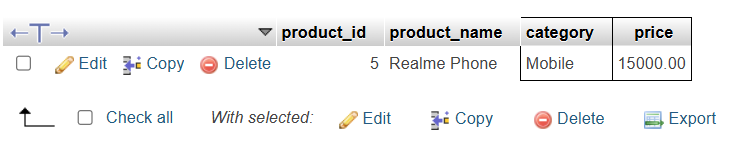 product_id product_name category price
Edit Copy Delete 5 Realme Phone Mobile 15000.00
Check all With selected: Edit Copy Delete Export